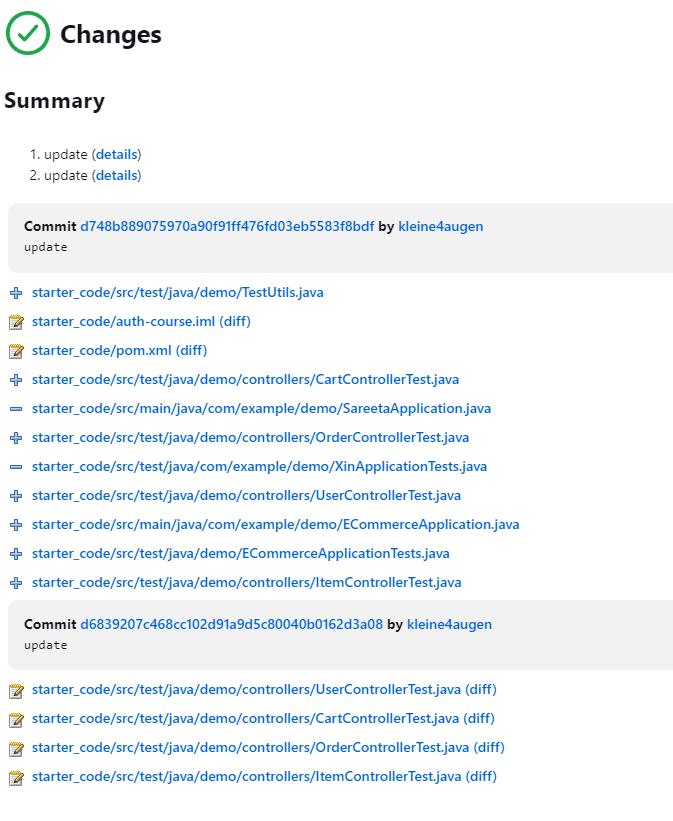 Changes
Summary
1. update (details)
2. update (details)
Commit d748b889075970a90f91ff476fd03eb5583f8bdf by kleine4augen
update
starter_code/src/test/java/demo/TestUtils.java
starter_code/auth-course.iml (diff)
starter_code/pom.xml (diff)
starter_code/src/test/java/demo/controllers/CartControllerTest.java
starter_code/src/main/java/com/example/demo/SareetaApplication.java
starter_code/src/test/java/demo/controllers/OrderControllerTest.java
starter_code/src/test/java/com/example/demo/XinApplicationTests.java
starter_code/src/test/java/demo/controllers/UserControllerTest.java
starter_code/src/main/java/com/example/demo/ECommerceApplication.java
starter_code/src/test/java/demo/ECommerceApplicationTests.java
starter_code/src/test/java/demo/controllers/ItemControllerTest.java
Commit d6839207c468cc102d91a9d5c80040b0162d3a08 by kleine4augen
update
starter_code/src/test/java/demo/controllers/UserControllerTest.java (diff)
starter_code/src/test/java/demo/controllers/CartControllerTest.java (diff)
starter_code/src/test/java/demo/controllers/OrderControllerTest.java (diff)
starter_code/src/test/java/demo/controllers/ItemControllerTest.java (diff)